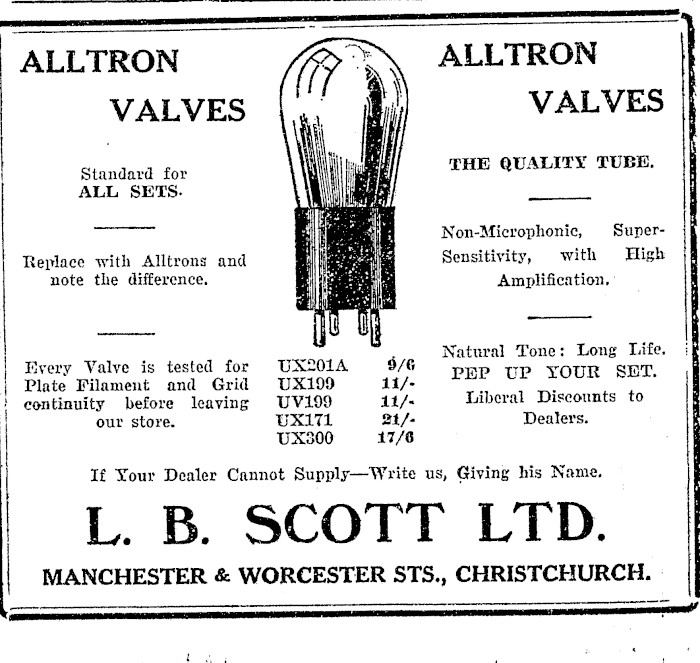 ALLTRON
VALVES
Standard for
ALL SETS.
Replace with Alltrons and
note the difference.
Every Valve is tested for
Plate Filament and Grid
continuity before leaving
our store.
UX201A 9/6
UX199 11/-
UV199 11/-
UX171 21/-
UX300 17/6
ALLTRON
VALVES
THE QUALITY TUBE.
Non-Microphonic, Super-
Sensitivity, with High
Amplification.
Natural Tone: Long Life.
PEP UP YOUR SET.
Liberal Discounts to
Dealers.
If Your Dealer Cannot Supply—Write us, Giving his Name.
L. B. SCOTT LTD.
MANCHESTER & WORCESTER STS., CHRISTCHURCH.